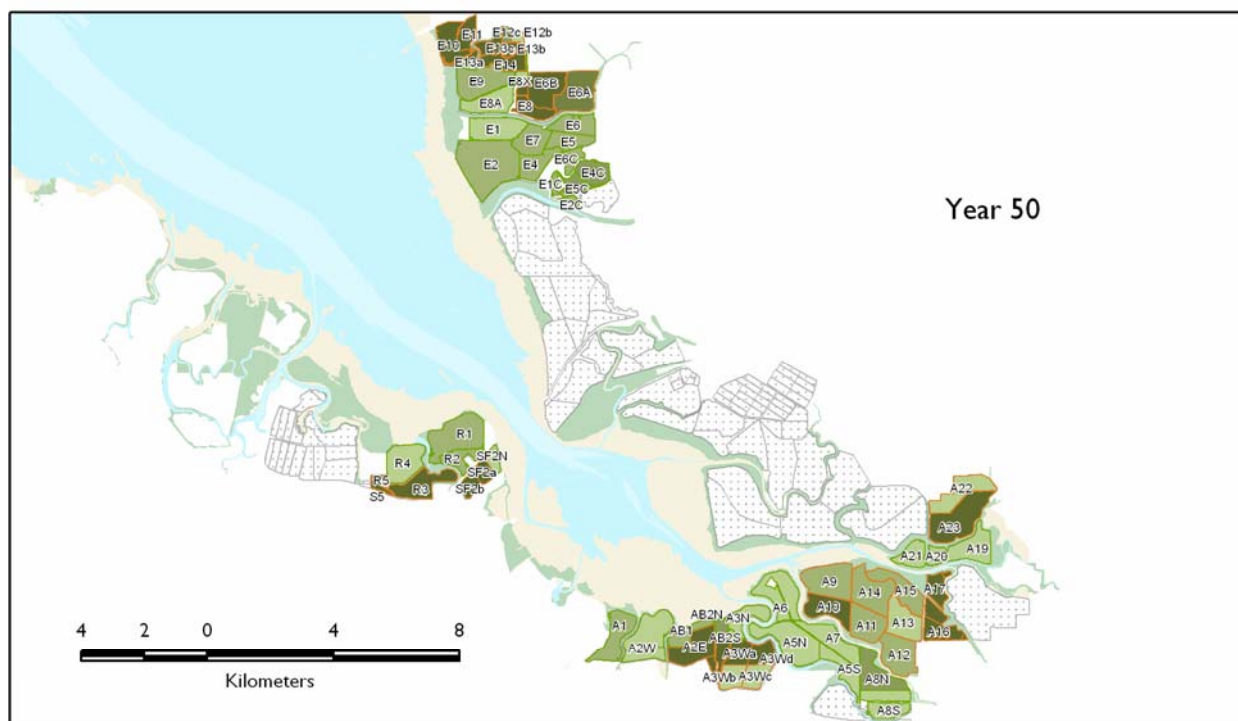 E11
E12c
E12b
E10
E13c
E13b
E13a
E14
E9
E8X
E6B
E6A
E8A
E8
E1
E6
E7
E5
E2
E4
E6C
E4C
E1C
E5C
E2C
Year 50
R1
R4
R2
SF2N
SF2a
R5
R3
SF2b
S5
A22
A23
A21
A20
A19
A9
A14
A15
A17
A10
A6
A11
A13
A16
A1
AB1
AB2N
A3N
A2W
A2E
AB2S
A5N
A7
A12
A3Wa
A3Wd
A3Wb
A3Wc
A5S
A8N
A8S
4 2 0 4 8
Kilometers